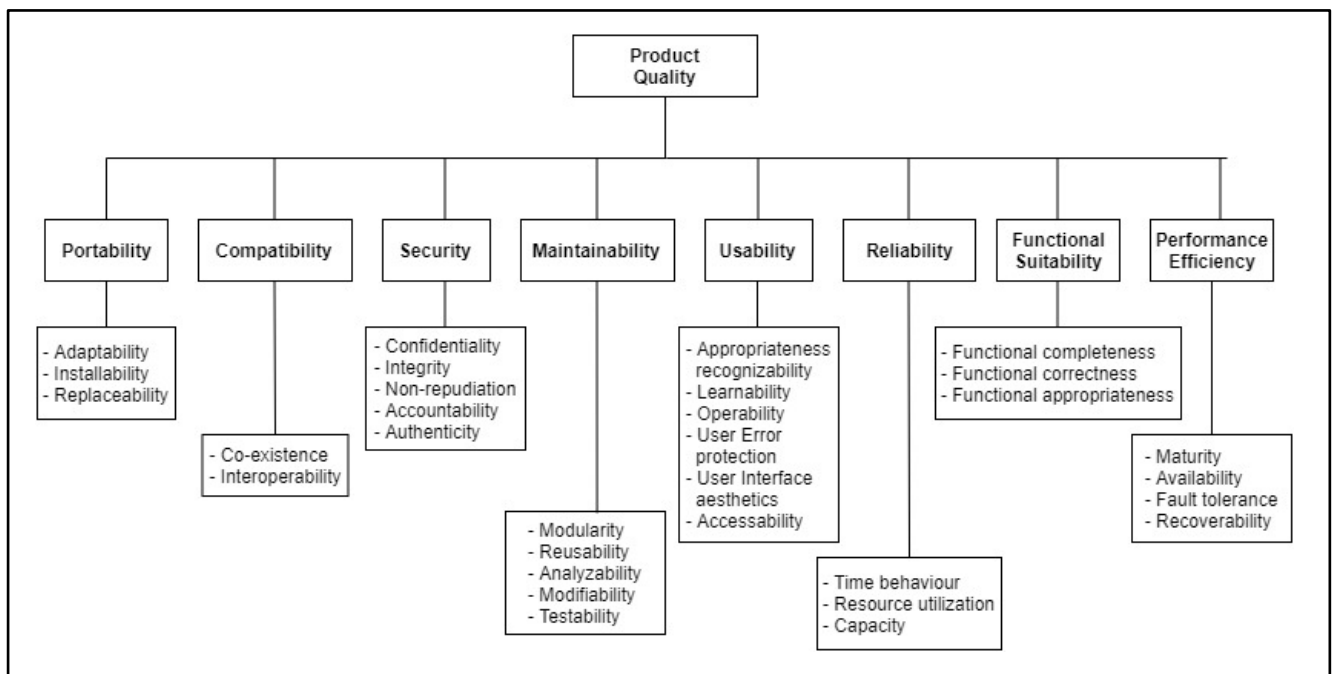 Product
Quality
Portability
Compatibility
Security
Maintainability
Usability
Reliability
Functional
Suitability
Performance
Efficiency
- Adaptability
- Installability
- Replaceability
- Co-existence
- Interoperability
- Confidentiality
- Integrity
- Non-repudiation
- Accountability
- Authenticity
- Modularity
- Reusability
- Analyzability
- Modifiability
- Testability
- Appropriateness
recognizability
- Learnability
- Operability
- User Error
protection
- User Interface
aesthetics
- Accessability
- Time behaviour
- Resource utilization
- Capacity
- Functional completeness
- Functional correctness
- Functional appropriateness
- Maturity
- Availability
- Fault tolerance
- Recoverability